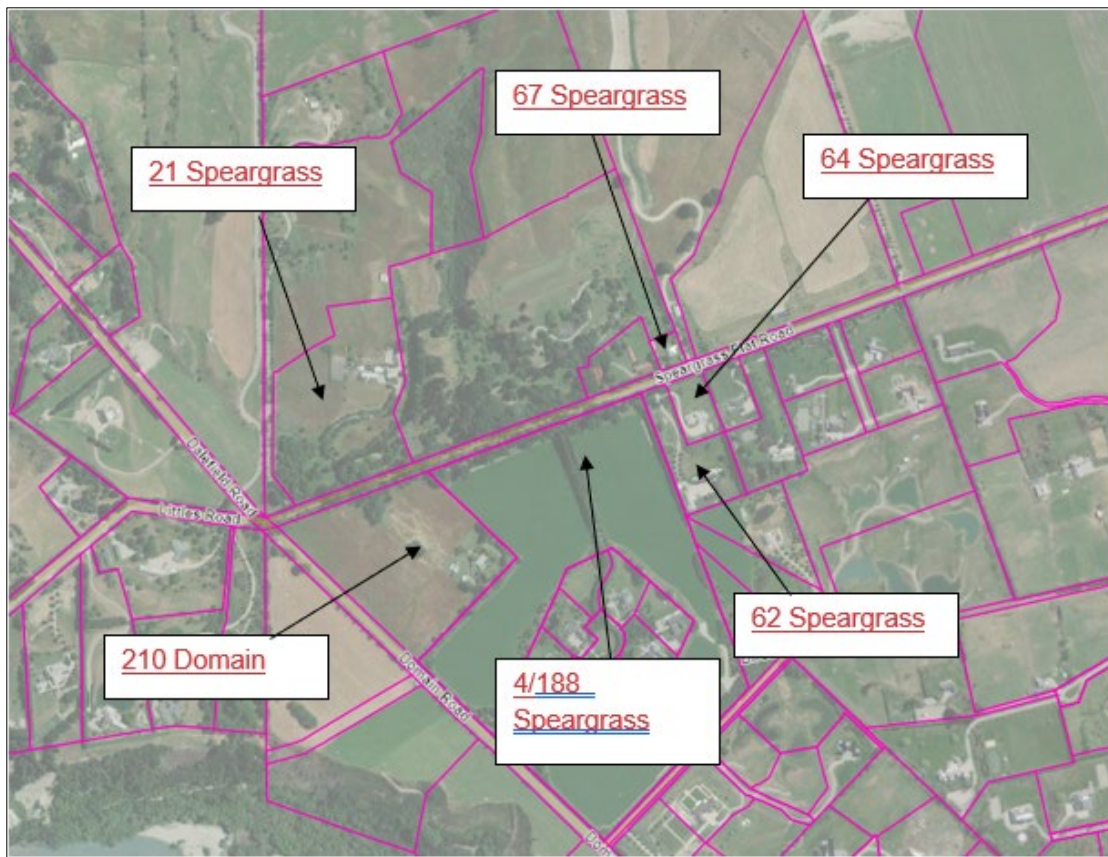 67 Speargrass
64 Speargrass
21 Speargrass
Speargrass Flat Road
Dalefield Road
Littles Road
62 Speargrass
210 Domain
4/188
Speargrass
Domain Road